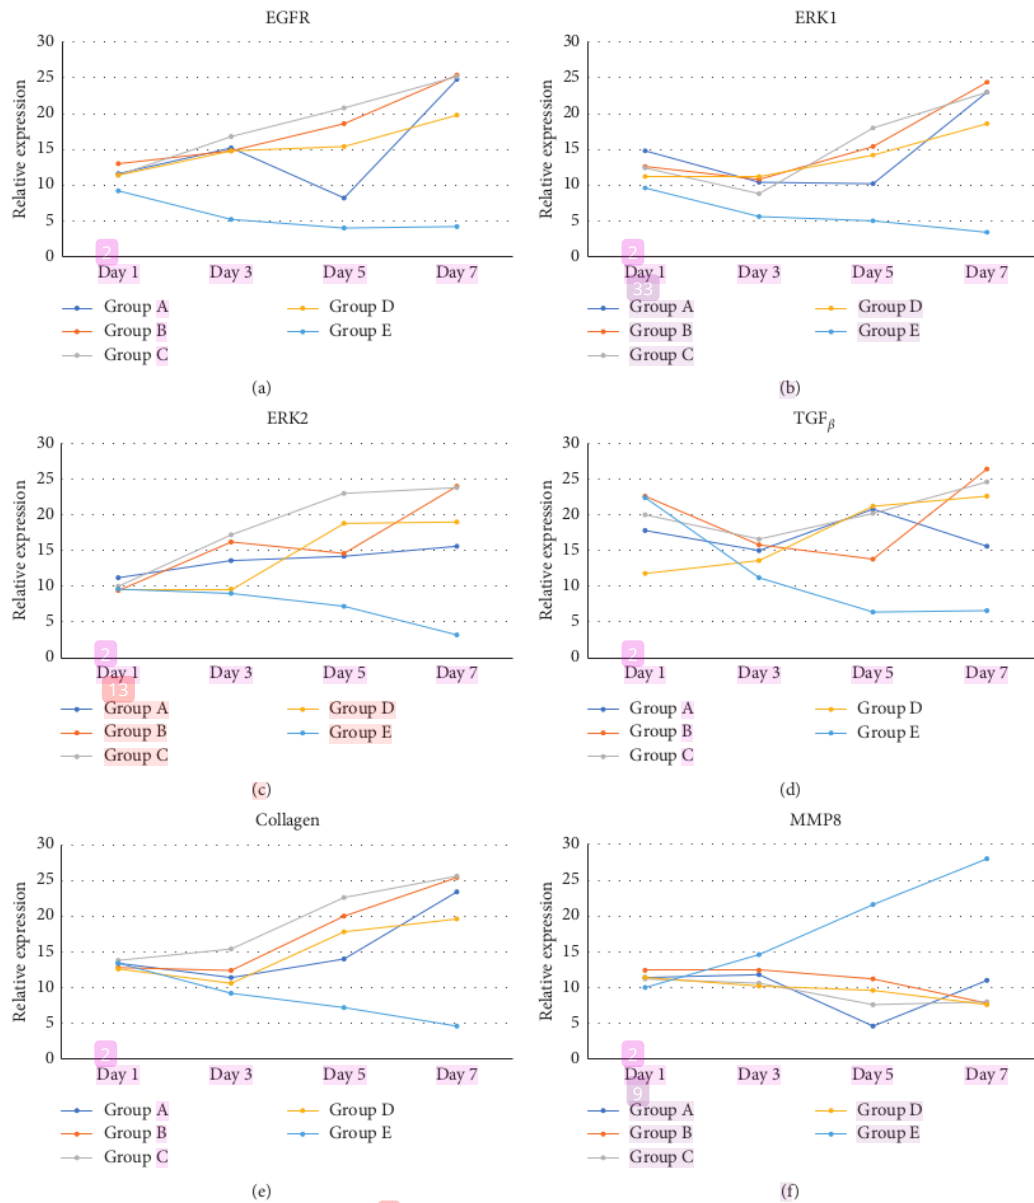 EGFR
30
25
20
15
10
5
0
Relative expression
2
Day 1 Day 3 Day 5 Day 7
Group A Group D
Group B Group E
Group C
(a)
ERK1
30
25
20
15
10
5
0
Relative expression
2
Day 1 Day 3 Day 5 Day 7
33
Group A Group D
Group B Group E
Group C
(b)
ERK2
30
25
20
15
10
5
0
Relative expression
2
Day 1 Day 3 Day 5 Day 7
13
Group A Group D
Group B Group E
Group C
(c)
TGFβ
30
25
20
15
10
5
0
Relative expression
2
Day 1 Day 3 Day 5 Day 7
Group A Group D
Group B Group E
Group C
(d)
Collagen
30
25
20
15
10
5
0
Relative expression
2
Day 1 Day 3 Day 5 Day 7
Group A Group D
Group B Group E
Group C
(e)
MMP8
30
25
20
15
10
5
0
Relative expression
2
Day 1 Day 3 Day 5 Day 7
9
Group A Group D
Group B Group E
Group C
(f)